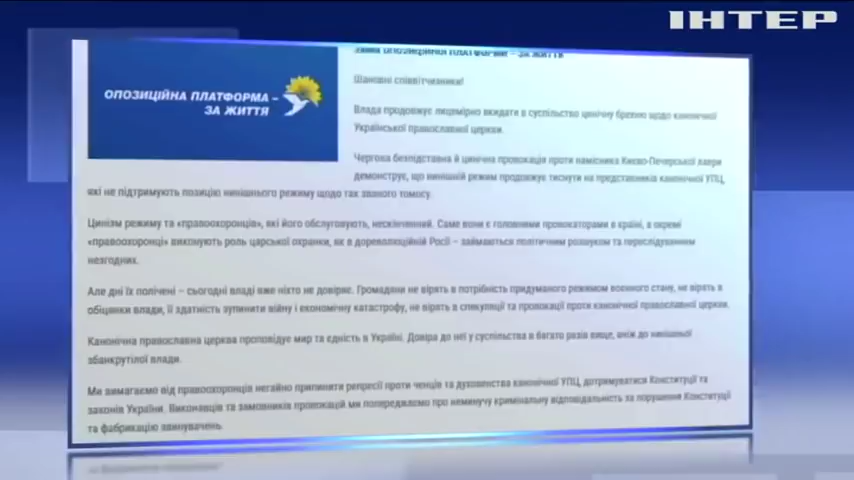 ІНТЕР
ОПОЗИЦІЙНА ПЛАТФОРМА –
ЗА ЖИТТЯ
ЗАЯВА ОПОЗИЦІЙНОЇ ПЛАТФОРМИ – ЗА ЖИТТЯ
Шановні співвітчизники!
Влада продовжує лицемірно вкидати в суспільство цинічну брехню щодо канонічної
Української православної церкви.
Чергова безпідставна й цинічна провокація проти намісника Києво-Печерської лаври
демонструє, що нинішній режим продовжує тиснути на представників канонічної УПЦ,
які не підтримують позицію нинішнього режиму щодо так званого томосу.
Цинізм режиму та «правоохоронців», які його обслуговують, нескінченний. Саме вони є головними провокаторами в країні, а окремі
«правоохоронці» виконують роль царської охранки, як в дореволюційній Росії – займаються політичним розшуком та переслідуванням
незгодних.
Але дні їх полічені – сьогодні владі вже ніхто не довіряє. Громадяни не вірять в потрібність придуманого режимом воєнного стану, не вірять в
обіцянки влади, її здатність зупинити війну і економічну катастрофу, не вірять в спекуляції та провокації проти канонічної православної церкви.
Канонічна православна церква проповідує мир та єдність в Україні. Довіра до неї у суспільства в багато разів вище, аніж до нинішньої
збанкрутілої влади.
Ми вимагаємо від правоохоронців негайно припинити репресії проти ченців та духовенства канонічної УПЦ, дотримуватися Конституції та
законів України. Виконавців та замовників провокацій ми попереджаємо про неминучу кримінальну відповідальність за порушення Конституції
та фабрикацію звинувачень